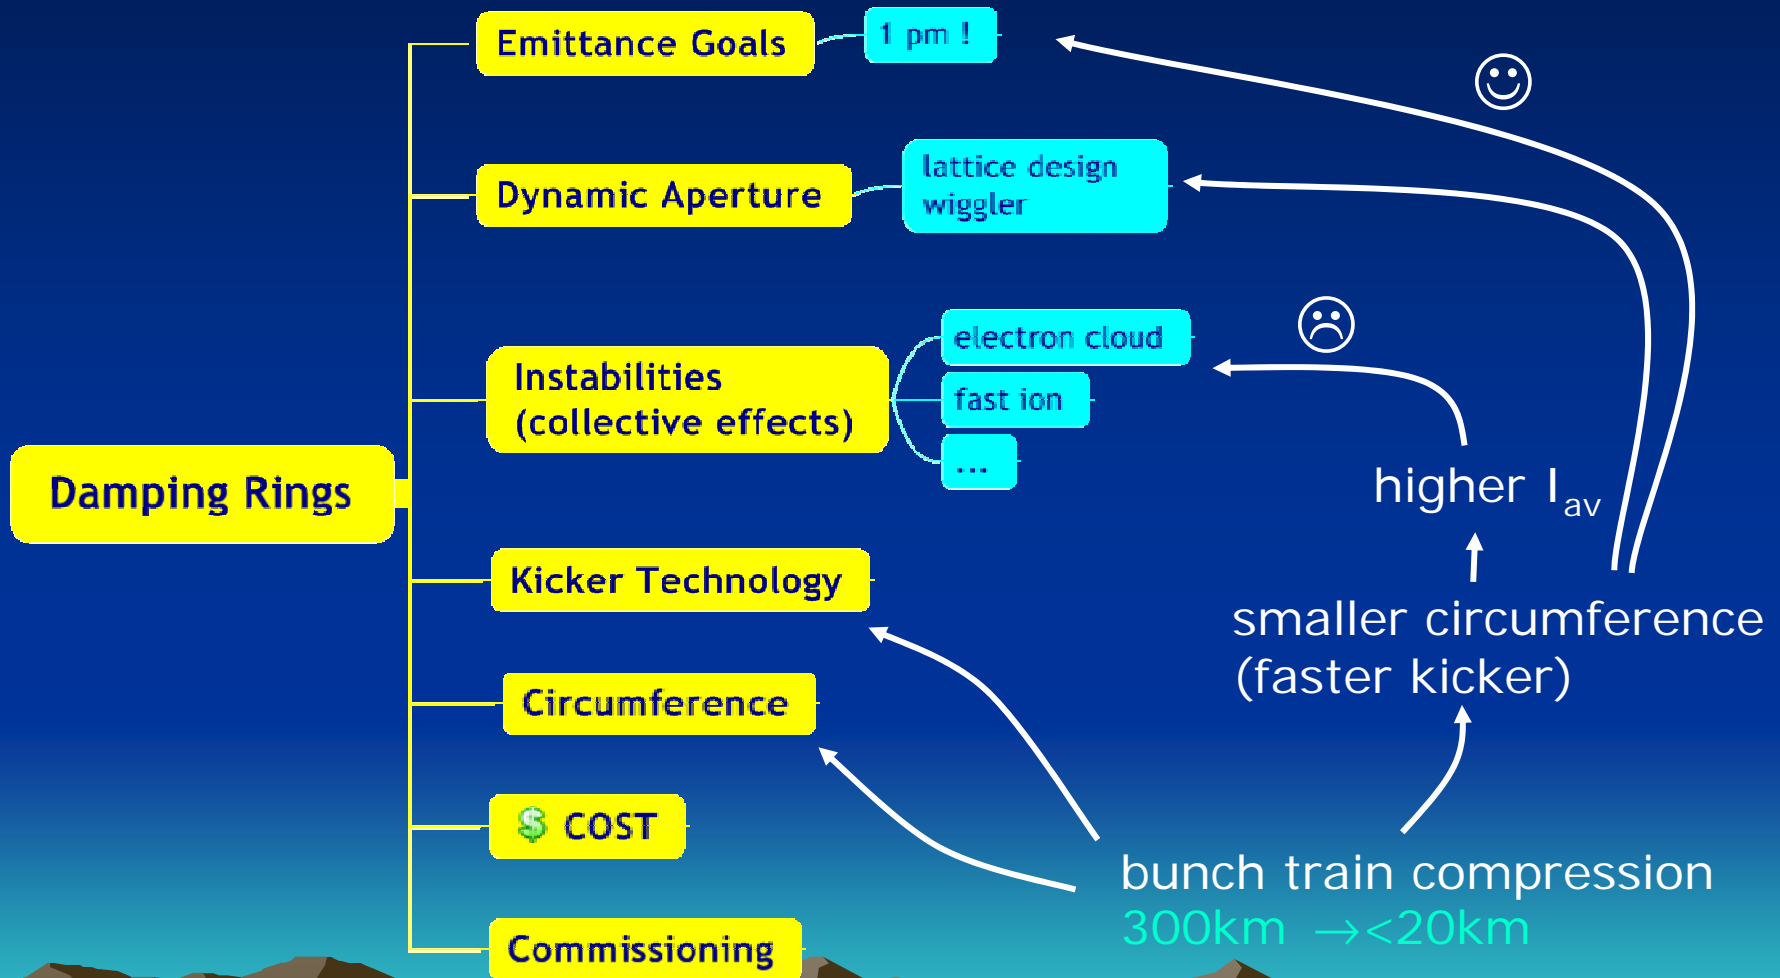 Emittance Goals
1 pm !
Dynamic Aperture
lattice design
wiggler
Instabilities
(collective effects)
electron cloud
fast ion
...
Damping Rings
higher I_av
Kicker Technology
smaller circumference
(faster kicker)
Circumference
$ COST
bunch train compression
300km →<20km
Commissioning